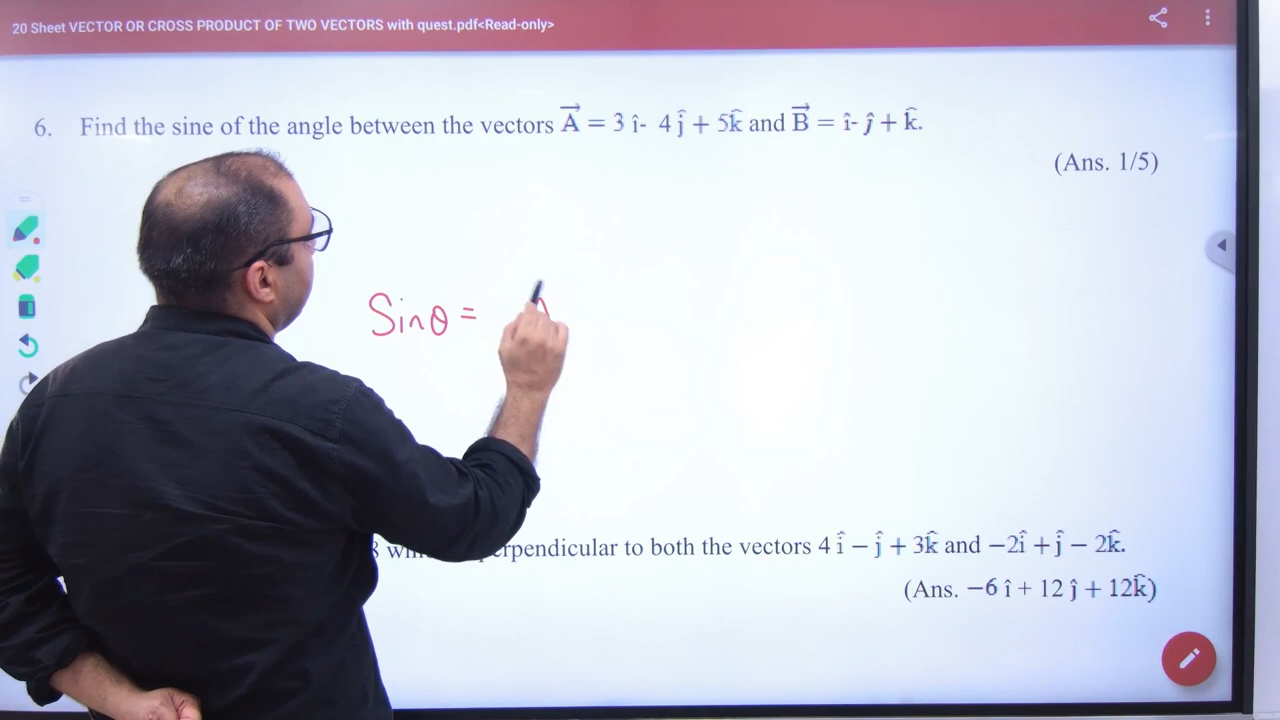 20 Sheet VECTOR OR CROSS PRODUCT OF TWO VECTORS with quest.pdf<Read-only>
6. Find the sine of the angle between the vectors A⃗ = 3 î- 4 ĵ + 5k̂ and B⃗ = î- ĵ + k̂.
(Ans. 1/5)
Sinθ =
8 erpendicular to both the vectors 4 î − ĵ + 3k̂ and −2î + ĵ − 2k̂.
(Ans. −6 î + 12 ĵ + 12k̂)